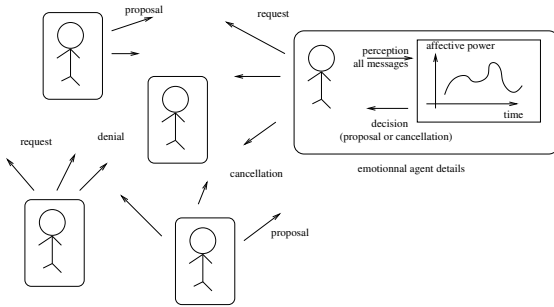 proposal
request
perception
all messages
affective power
time
decision
(proposal or cancellation)
emotionnal agent details
request
denial
cancellation
proposal